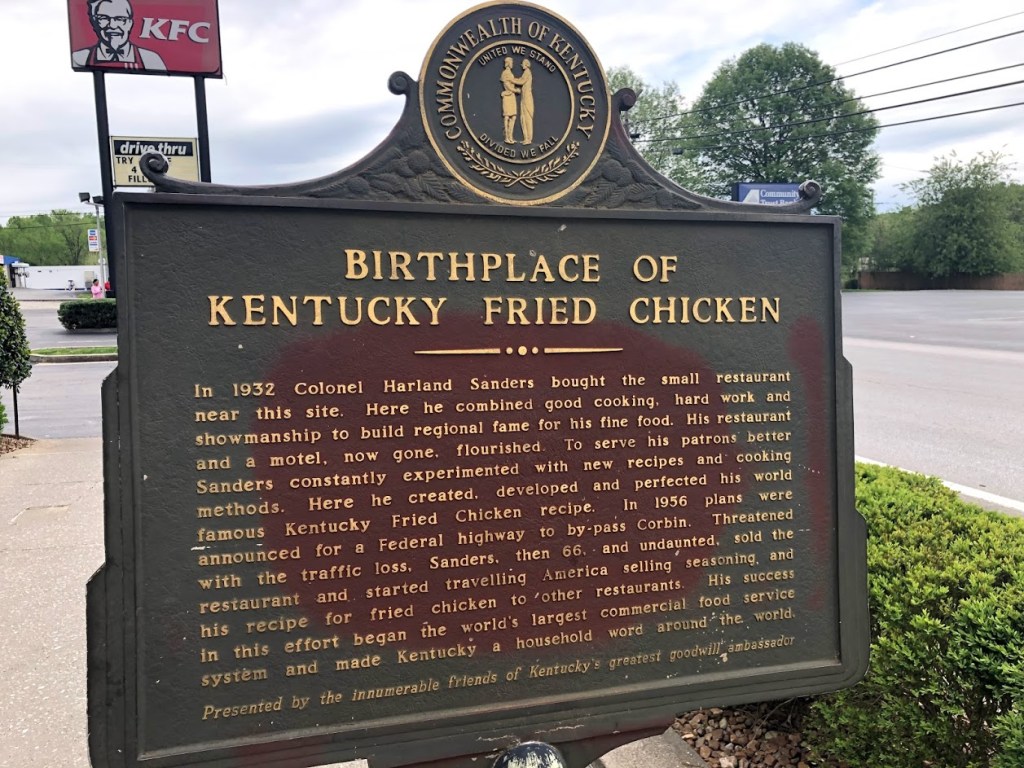 KFC
drive thru
TRY
4
FILL
COMMONWEALTH OF KENTUCKY
UNITED WE STAND
DIVIDED WE FALL
Community
Trust Bank
BIRTHPLACE OF
KENTUCKY FRIED CHICKEN
In 1932 Colonel Harland Sanders bought the small restaurant
near this site. Here he combined good cooking, hard work and
showmanship to build regional fame for his fine food. His restaurant
and a motel, now gone, flourished. To serve his patrons better
Sanders constantly experimented with new recipes and cooking
methods. Here he created, developed and perfected his world
famous Kentucky Fried Chicken recipe. In 1956 plans were
announced for a Federal highway to by-pass Corbin. Threatened
with the traffic loss, Sanders, then 66, and undaunted, sold the
restaurant and started travelling America selling seasoning, and
his recipe for fried chicken to other restaurants. His success
in this effort began the world's largest commercial food service
system and made Kentucky a household word around the world.
Presented by the innumerable friends of Kentucky's greatest goodwill ambassador